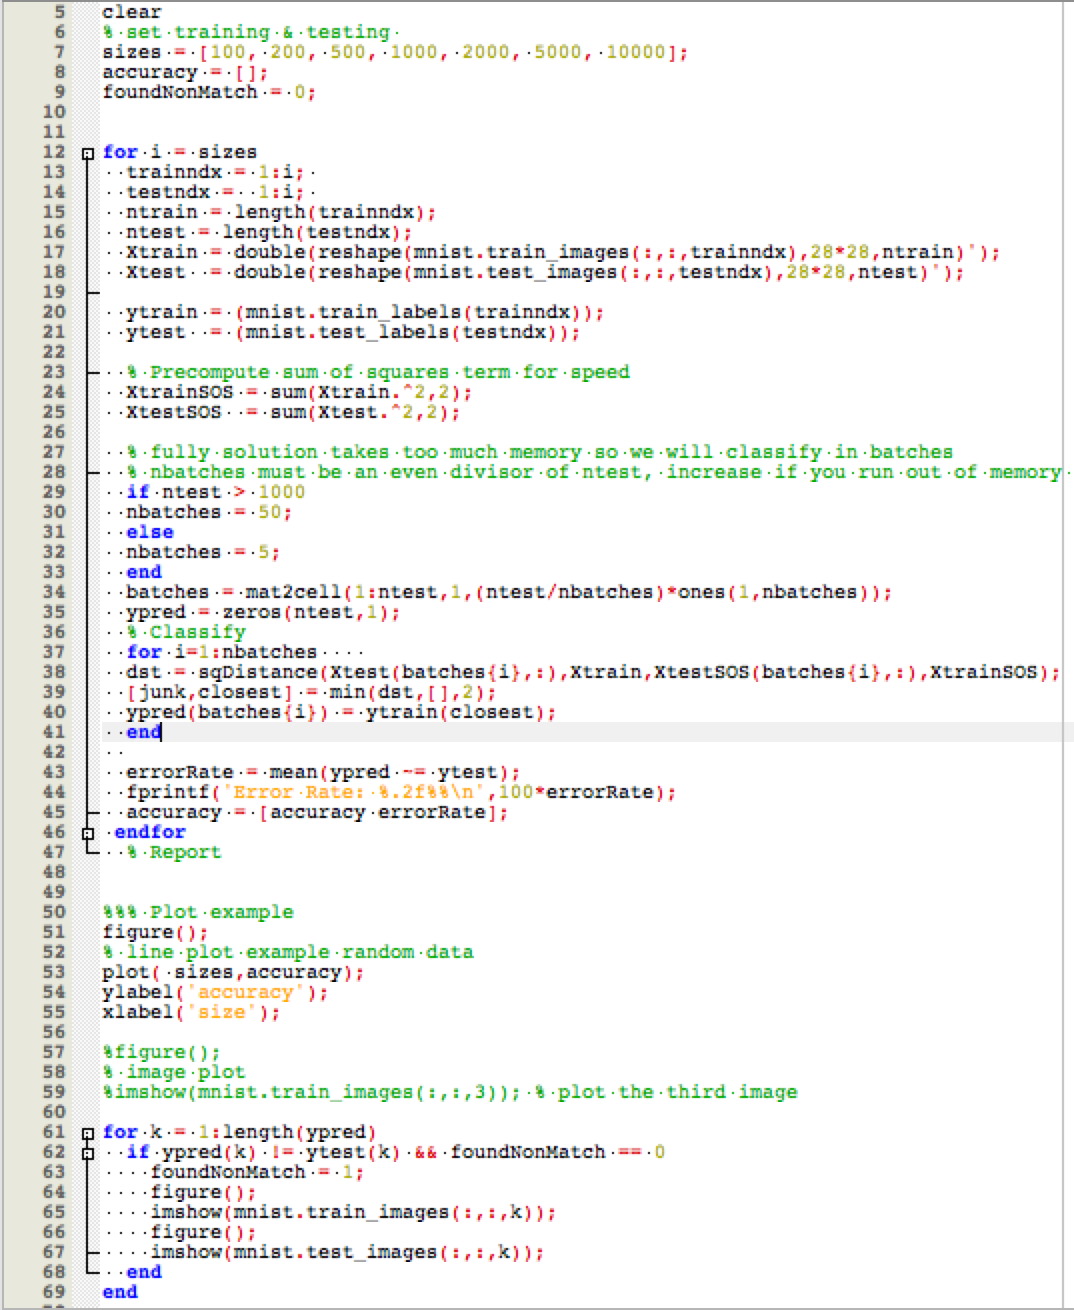 5 clear
6 % set training & testing
7 sizes = [100, 200, 500, 1000, 2000, 5000, 10000];
8 accuracy = [];
9 foundNonMatch = 0;
10
11
12 for i = sizes
13   trainndx = 1:i;
14   testndx =  1:i;
15   ntrain = length(trainndx);
16   ntest = length(testndx);
17   Xtrain = double(reshape(mnist.train_images(:,:,trainndx),28*28,ntrain)');
18   Xtest  = double(reshape(mnist.test_images(:,:,testndx),28*28,ntest)');
19
20   ytrain = (mnist.train_labels(trainndx));
21   ytest  = (mnist.test_labels(testndx));
22
23   % Precompute sum of squares term for speed
24   XtrainSOS = sum(Xtrain.^2,2);
25   XtestSOS  = sum(Xtest.^2,2);
26
27   % fully solution takes too much memory so we will classify in batches
28   % nbatches must be an even divisor of ntest, increase if you run out of memory
29   if ntest > 1000
30   nbatches = 50;
31   else
32   nbatches = 5;
33   end
34   batches = mat2cell(1:ntest,1,(ntest/nbatches)*ones(1,nbatches));
35   ypred = zeros(ntest,1);
36   % Classify
37   for i=1:nbatches
38   dst = sqDistance(Xtest(batches{i},:),Xtrain,XtestSOS(batches{i},:),XtrainSOS);
39   [junk,closest] = min(dst,[],2);
40   ypred(batches{i}) = ytrain(closest);
41   end
42
43   errorRate = mean(ypred ~= ytest);
44   fprintf('Error Rate: %.2f%%\n',100*errorRate);
45   accuracy = [accuracy errorRate];
46  endfor
47   % Report
48
49
50 %%% Plot example
51 figure();
52 % line plot example random data
53 plot( sizes,accuracy);
54 ylabel('accuracy');
55 xlabel('size');
56
57 %figure();
58 % image plot
59 %imshow(mnist.train_images(:,:,3)); % plot the third image
60
61 for k = 1:length(ypred)
62   if ypred(k) != ytest(k) && foundNonMatch == 0
63     foundNonMatch = 1;
64     figure();
65     imshow(mnist.train_images(:,:,k));
66     figure();
67     imshow(mnist.test_images(:,:,k));
68   end
69 end